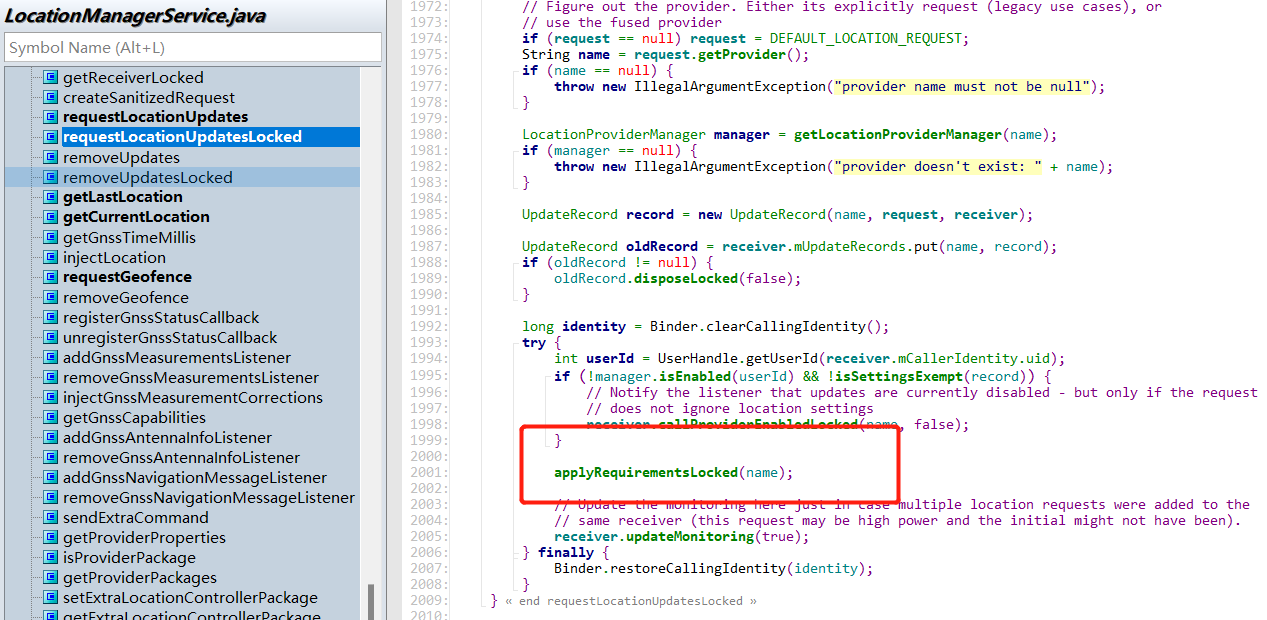 LocationManagerService.java
Symbol Name (Alt+L)
getReceiverLocked
createSanitizedRequest
requestLocationUpdates
requestLocationUpdatesLocked
removeUpdates
removeUpdatesLocked
getLastLocation
getCurrentLocation
getGnssTimeMillis
injectLocation
requestGeofence
removeGeofence
registerGnssStatusCallback
unregisterGnssStatusCallback
addGnssMeasurementsListener
removeGnssMeasurementsListener
injectGnssMeasurementCorrections
getGnssCapabilities
addGnssAntennaInfoListener
removeGnssAntennaInfoListener
addGnssNavigationMessageListener
removeGnssNavigationMessageListener
sendExtraCommand
getProviderProperties
isProviderPackage
getProviderPackages
setExtraLocationControllerPackage
getExtraLocationControllerPackage
1972: // Figure out the provider. Either its explicitly request (legacy use cases), or
1973: // use the fused provider
1974: if (request == null) request = DEFAULT_LOCATION_REQUEST;
1975: String name = request.getProvider();
1976: if (name == null) {
1977: throw new IllegalArgumentException("provider name must not be null");
1978: }
1979:
1980: LocationProviderManager manager = getLocationProviderManager(name);
1981: if (manager == null) {
1982: throw new IllegalArgumentException("provider doesn't exist: " + name);
1983: }
1984:
1985: UpdateRecord record = new UpdateRecord(name, request, receiver);
1986:
1987: UpdateRecord oldRecord = receiver.mUpdateRecords.put(name, record);
1988: if (oldRecord != null) {
1989: oldRecord.disposeLocked(false);
1990: }
1991:
1992: long identity = Binder.clearCallingIdentity();
1993: try {
1994: int userId = UserHandle.getUserId(receiver.mCallerIdentity.uid);
1995: if (!manager.isEnabled(userId) && !isSettingsExempt(record)) {
1996: // Notify the listener that updates are currently disabled - but only if the request
1997: // does not ignore location settings
1998: receiver.callProviderEnabledLocked(name, false);
1999: }
2000:
2001: applyRequirementsLocked(name);
2002:
2003: // Update the monitoring here just in case multiple location requests were added to the
2004: // same receiver (this request may be high power and the initial might not have been).
2005: receiver.updateMonitoring(true);
2006: } finally {
2007: Binder.restoreCallingIdentity(identity);
2008: }
2009: } « end requestLocationUpdatesLocked »
2010: